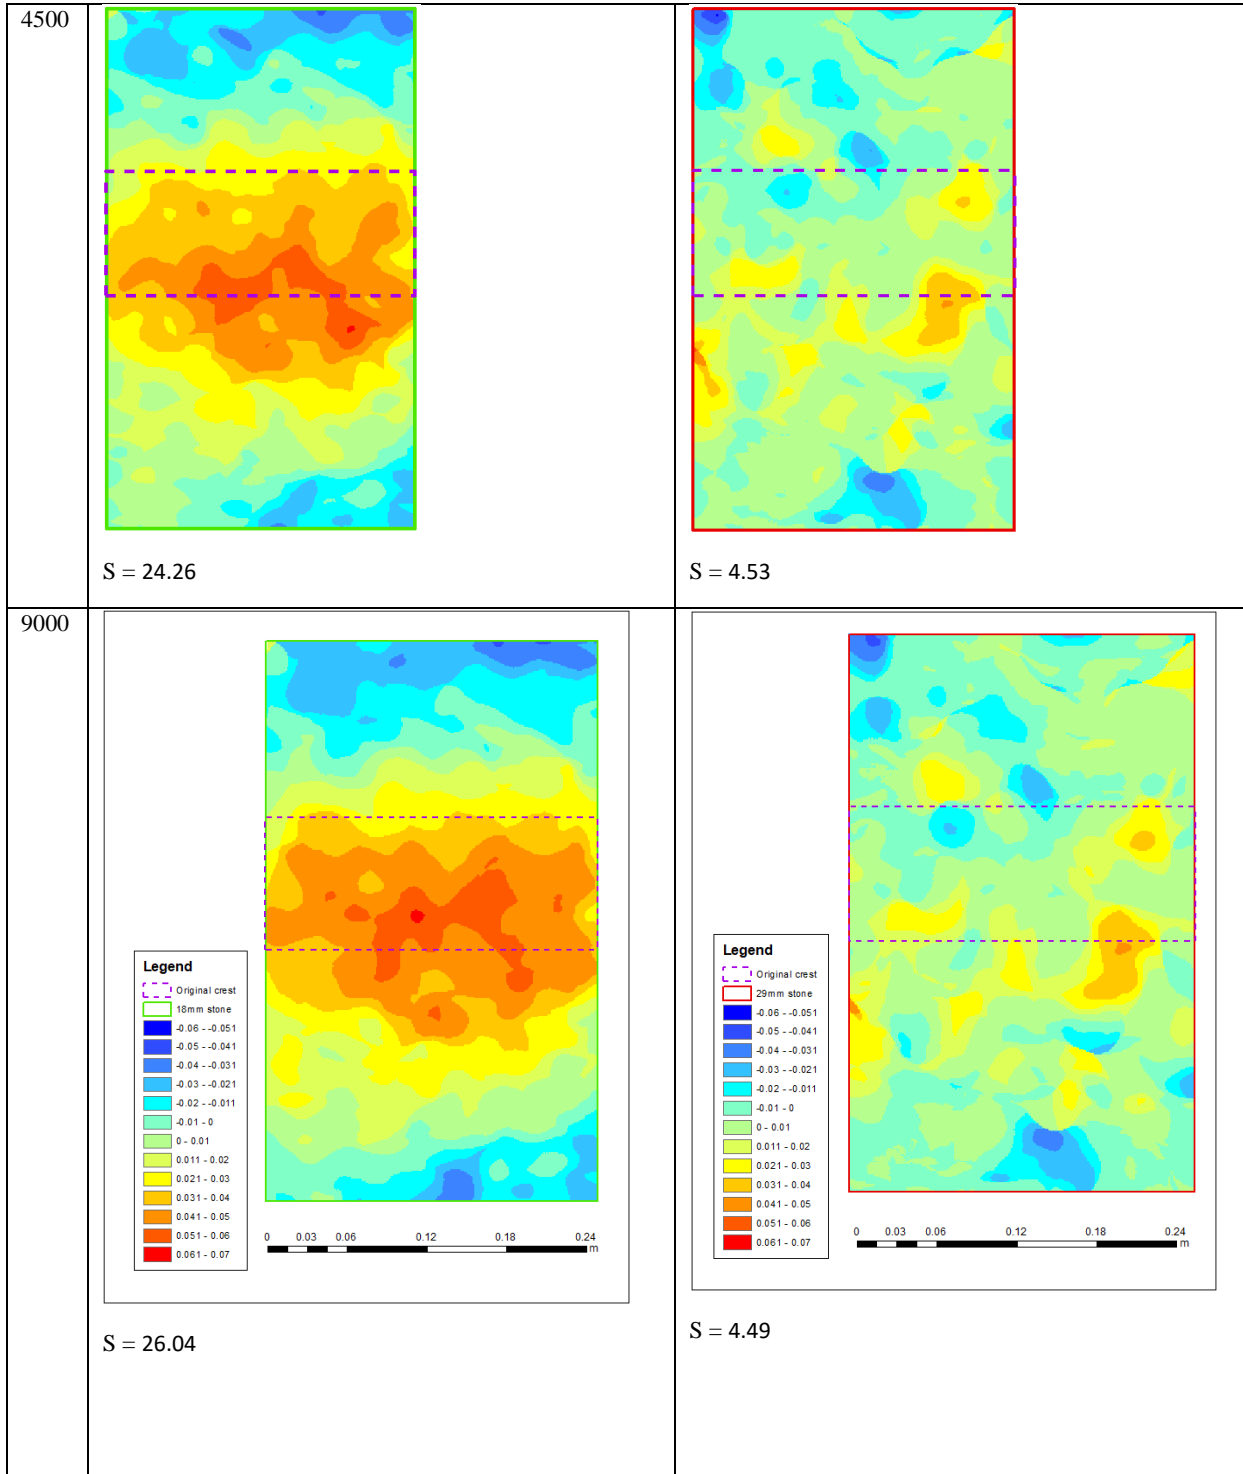 4500
S = 24.26
S = 4.53
9000
Legend
Original crest
18mm stone
-0.06 - -0.051
-0.05 - -0.041
-0.04 - -0.031
-0.03 - -0.021
-0.02 - -0.011
-0.01 - 0
0 - 0.01
0.011 - 0.02
0.021 - 0.03
0.031 - 0.04
0.041 - 0.05
0.051 - 0.06
0.061 - 0.07
0 0.03 0.06 0.12 0.18 0.24
m
S = 26.04
Legend
Original crest
29mm stone
-0.06 - -0.051
-0.05 - -0.041
-0.04 - -0.031
-0.03 - -0.021
-0.02 - -0.011
-0.01 - 0
0 - 0.01
0.011 - 0.02
0.021 - 0.03
0.031 - 0.04
0.041 - 0.05
0.051 - 0.06
0.061 - 0.07
0 0.03 0.06 0.12 0.18 0.24
m
S = 4.49